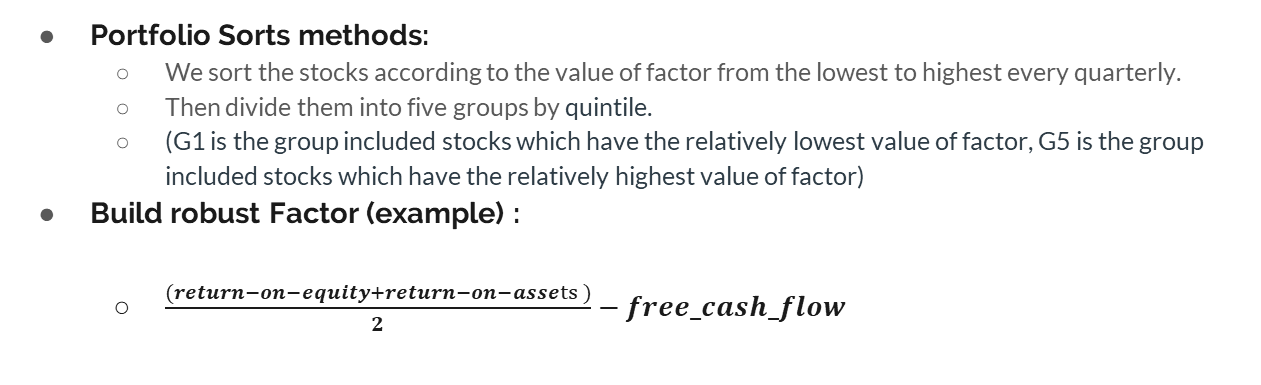 ● Portfolio Sorts methods:
○ We sort the stocks according to the value of factor from the lowest to highest every quarterly.
○ Then divide them into five groups by quintile.
○ (G1 is the group included stocks which have the relatively lowest value of factor, G5 is the group
included stocks which have the relatively highest value of factor)
● Build robust Factor (example) :
○ (return−on−equity+return−on−assets )
2
− free_cash_flow